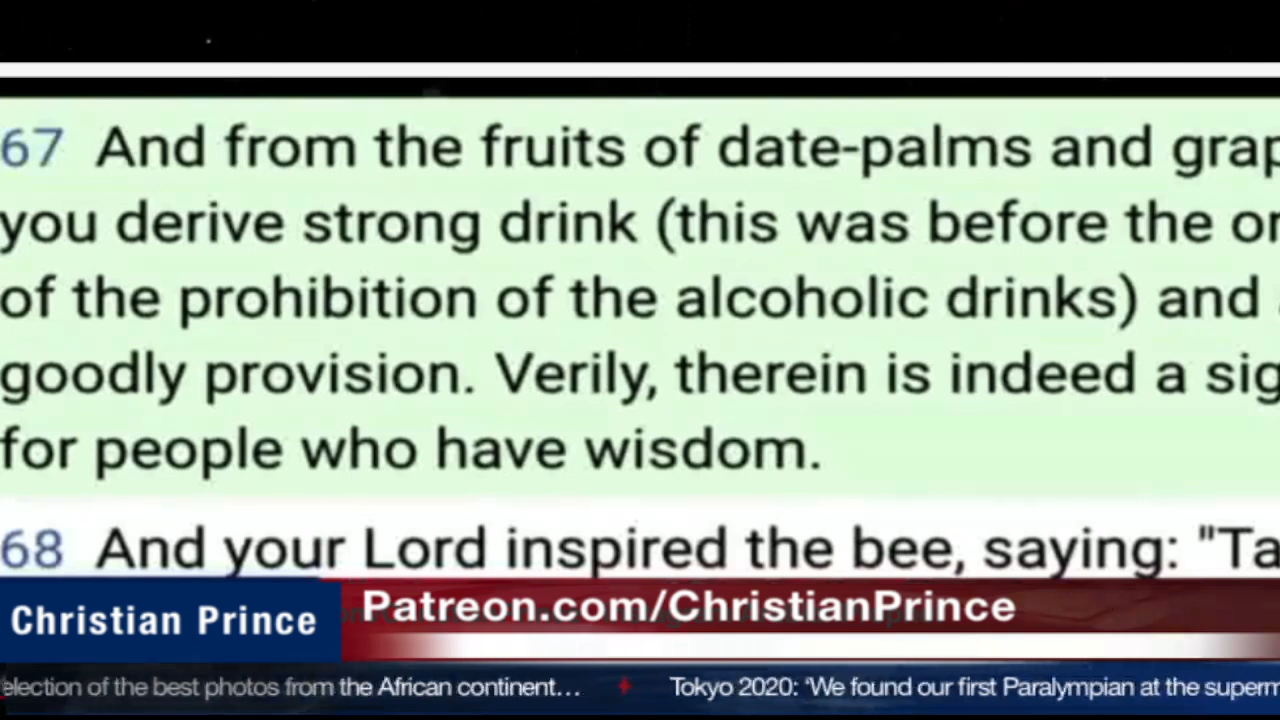 67 And from the fruits of date-palms and grap
you derive strong drink (this was before the or
of the prohibition of the alcoholic drinks) and
goodly provision. Verily, therein is indeed a sig
for people who have wisdom.
68 And your Lord inspired the bee, saying: "Ta
Christian Prince
Patreon.com/ChristianPrince
election of the best photos from the African continent... Tokyo 2020: 'We found our first Paralympian at the superm